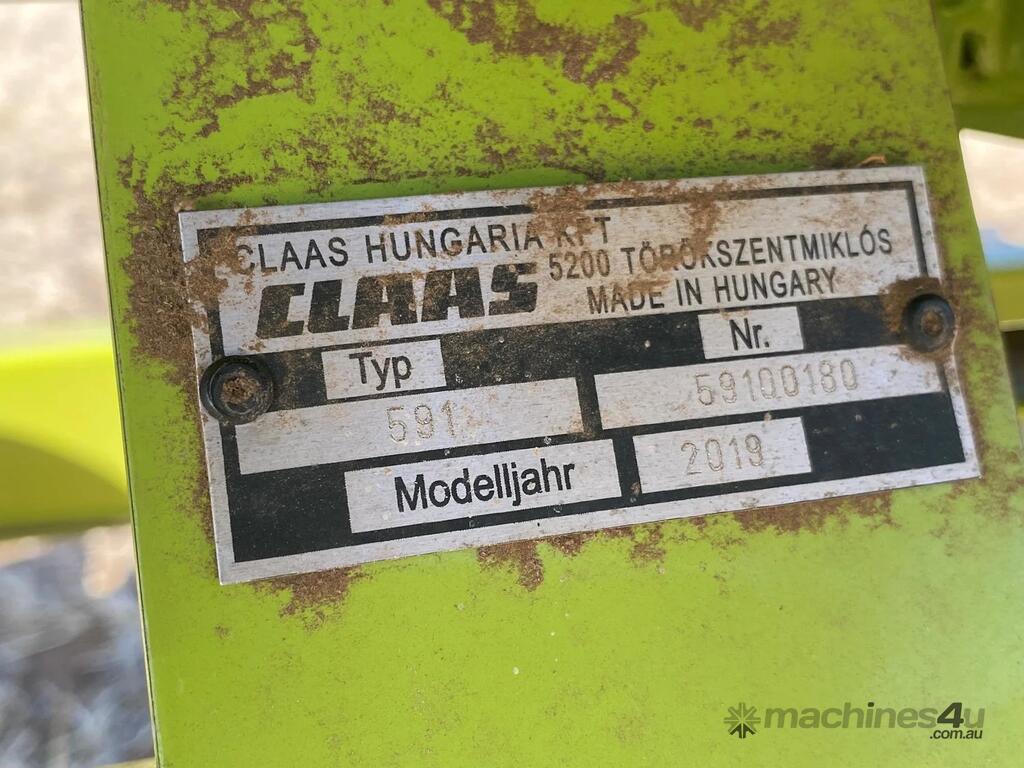 CLAAS HUNGARIA KFT
5200 TÖRÖKSZENTMIKLÓS
CLAAS
MADE IN HUNGARY
Typ
Nr.
591
59100180
Modelljahr
2019
machines4u
.com.au